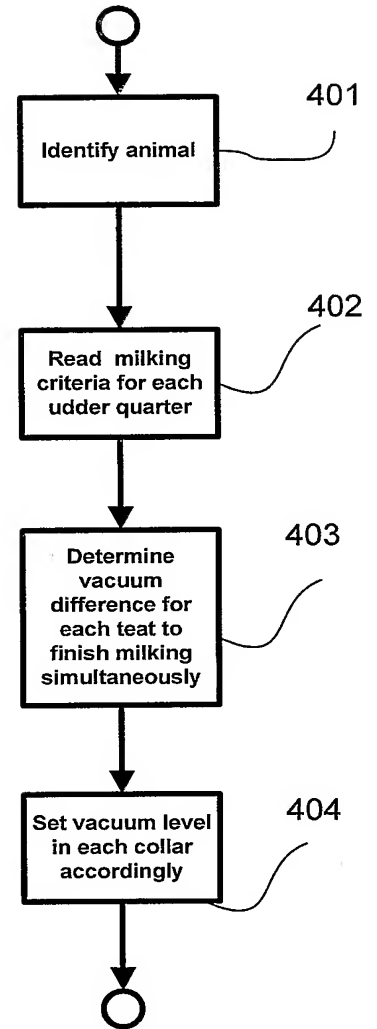 401
Identify animal
402
Read milking
criteria for each
udder quarter
403
Determine
vacuum
difference for
each teat to
finish milking
simultaneously
404
Set vacuum level
in each collar
accordingly